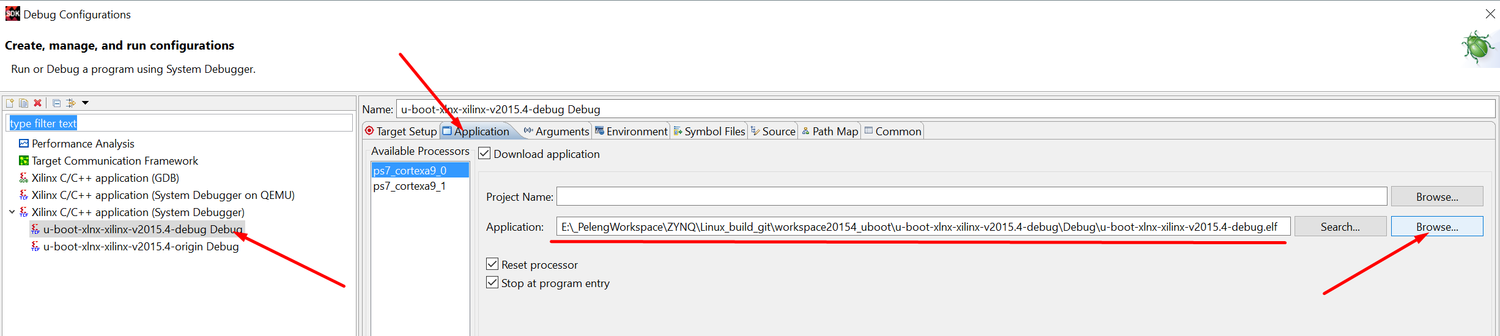 SDK Debug Configurations
Create, manage, and run configurations
Run or Debug a program using System Debugger.
type filter text
Performance Analysis
Target Communication Framework
Xilinx C/C++ application (GDB)
Xilinx C/C++ application (System Debugger on QEMU)
Xilinx C/C++ application (System Debugger)
u-boot-xlnx-xilinx-v2015.4-debug Debug
u-boot-xlnx-xilinx-v2015.4-origin Debug
Name: u-boot-xlnx-xilinx-v2015.4-debug Debug
Target Setup Application Arguments Environment Symbol Files Source Path Map Common
Available Processors
ps7_cortexa9_0
ps7_cortexa9_1
Download application
Project Name: Browse...
Application: E:\_PelengWorkspace\ZYNQ\Linux_build_git\workspace20154_uboot\u-boot-xlnx-xilinx-v2015.4-debug\Debug\u-boot-xlnx-xilinx-v2015.4-debug.elf Search... Browse...
Reset processor
Stop at program entry